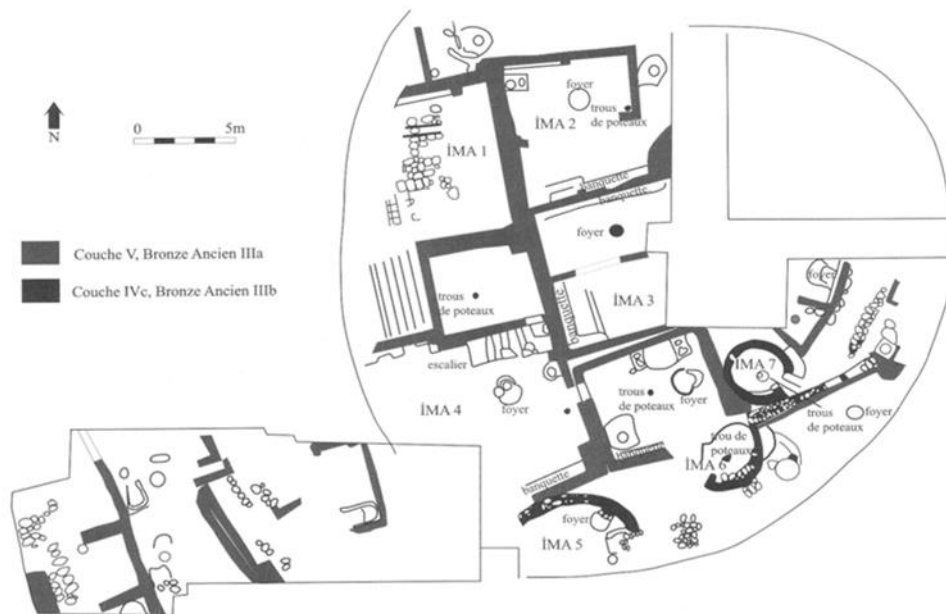 foyer
trous
de poteaux
İMA 2
İMA 1
0 5m
N
banquette
banquette
foyer
Couche V, Bronze Ancien IIIa
Couche IVc, Bronze Ancien IIIb
trous
de poteaux
banquette
İMA 3
foyer
escalier
İMA 4
foyer
trous
de poteaux
foyer
İMA 7
trous
de poteaux
foyer
trou de
poteaux
İMA 6
banquette
foyer
İMA 5